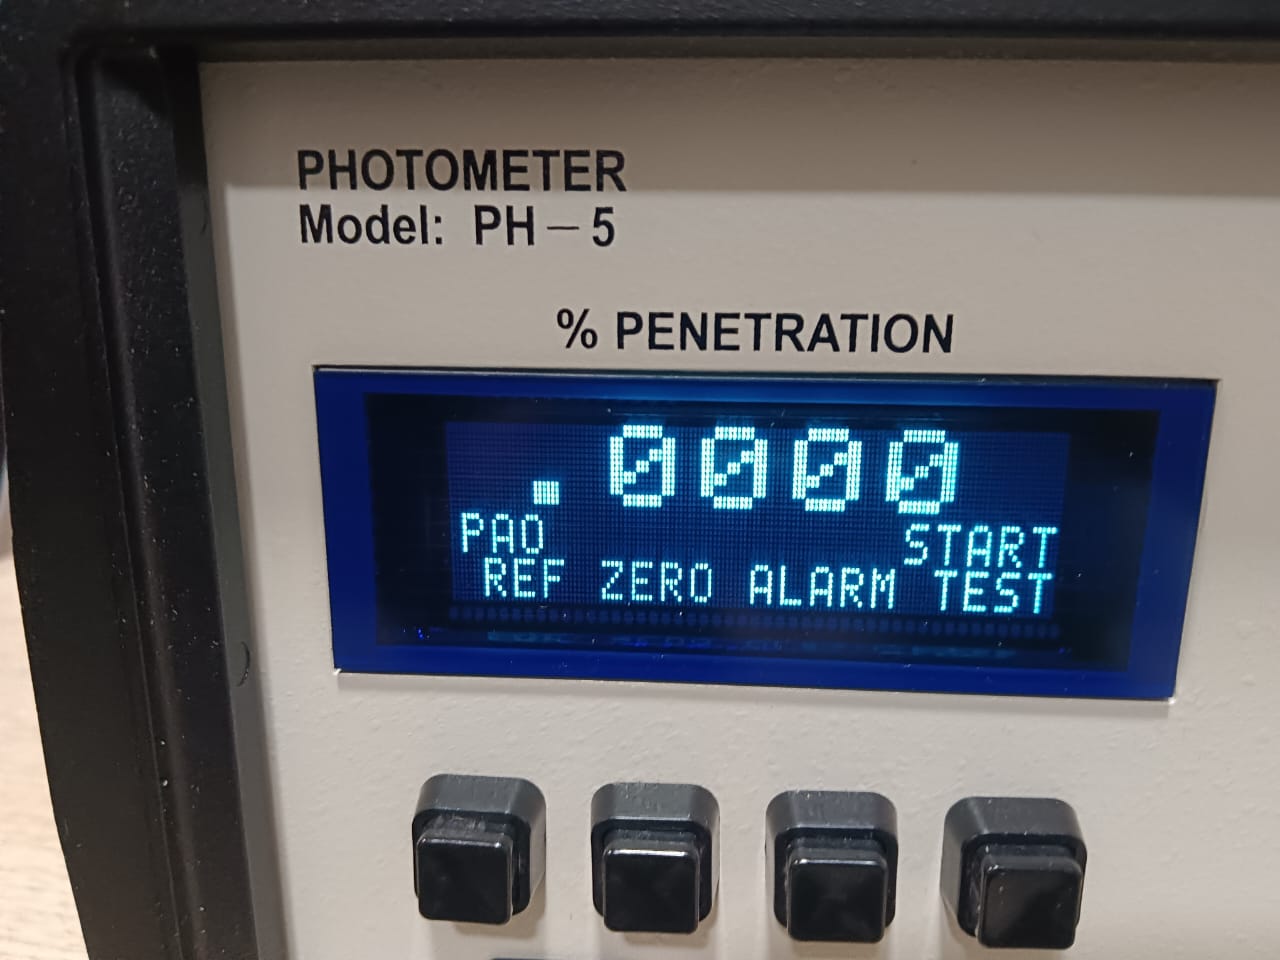 PHOTOMETER
Model: PH – 5
% PENETRATION
.0000
PAO START
REF ZERO ALARM TEST